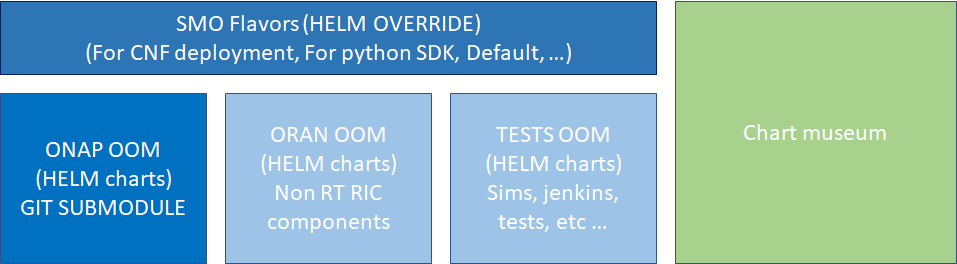 SMO Flavors (HELM OVERRIDE)
(For CNF deployment, For python SDK, Default, ...)
ONAP OOM
(HELM charts)
GIT SUBMODULE
ORAN OOM
(HELM charts)
Non RT RIC
components
TESTS OOM
(HELM charts)
Sims, jenkins,
tests, etc ...
Chart museum